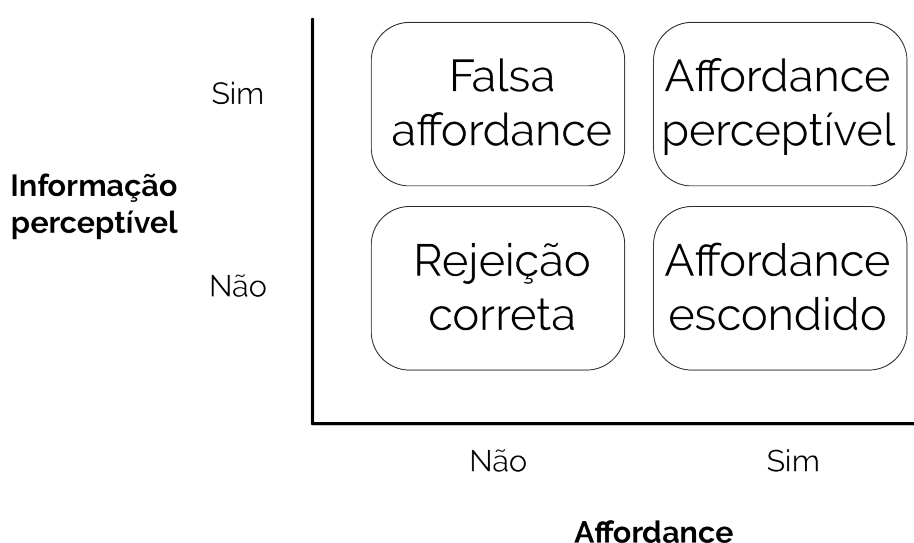 Sim
Falsa
affordance
Affordance
perceptível
Informação
perceptível
Não
Rejeição
correta
Affordance
escondido
Não
Sim
Affordance